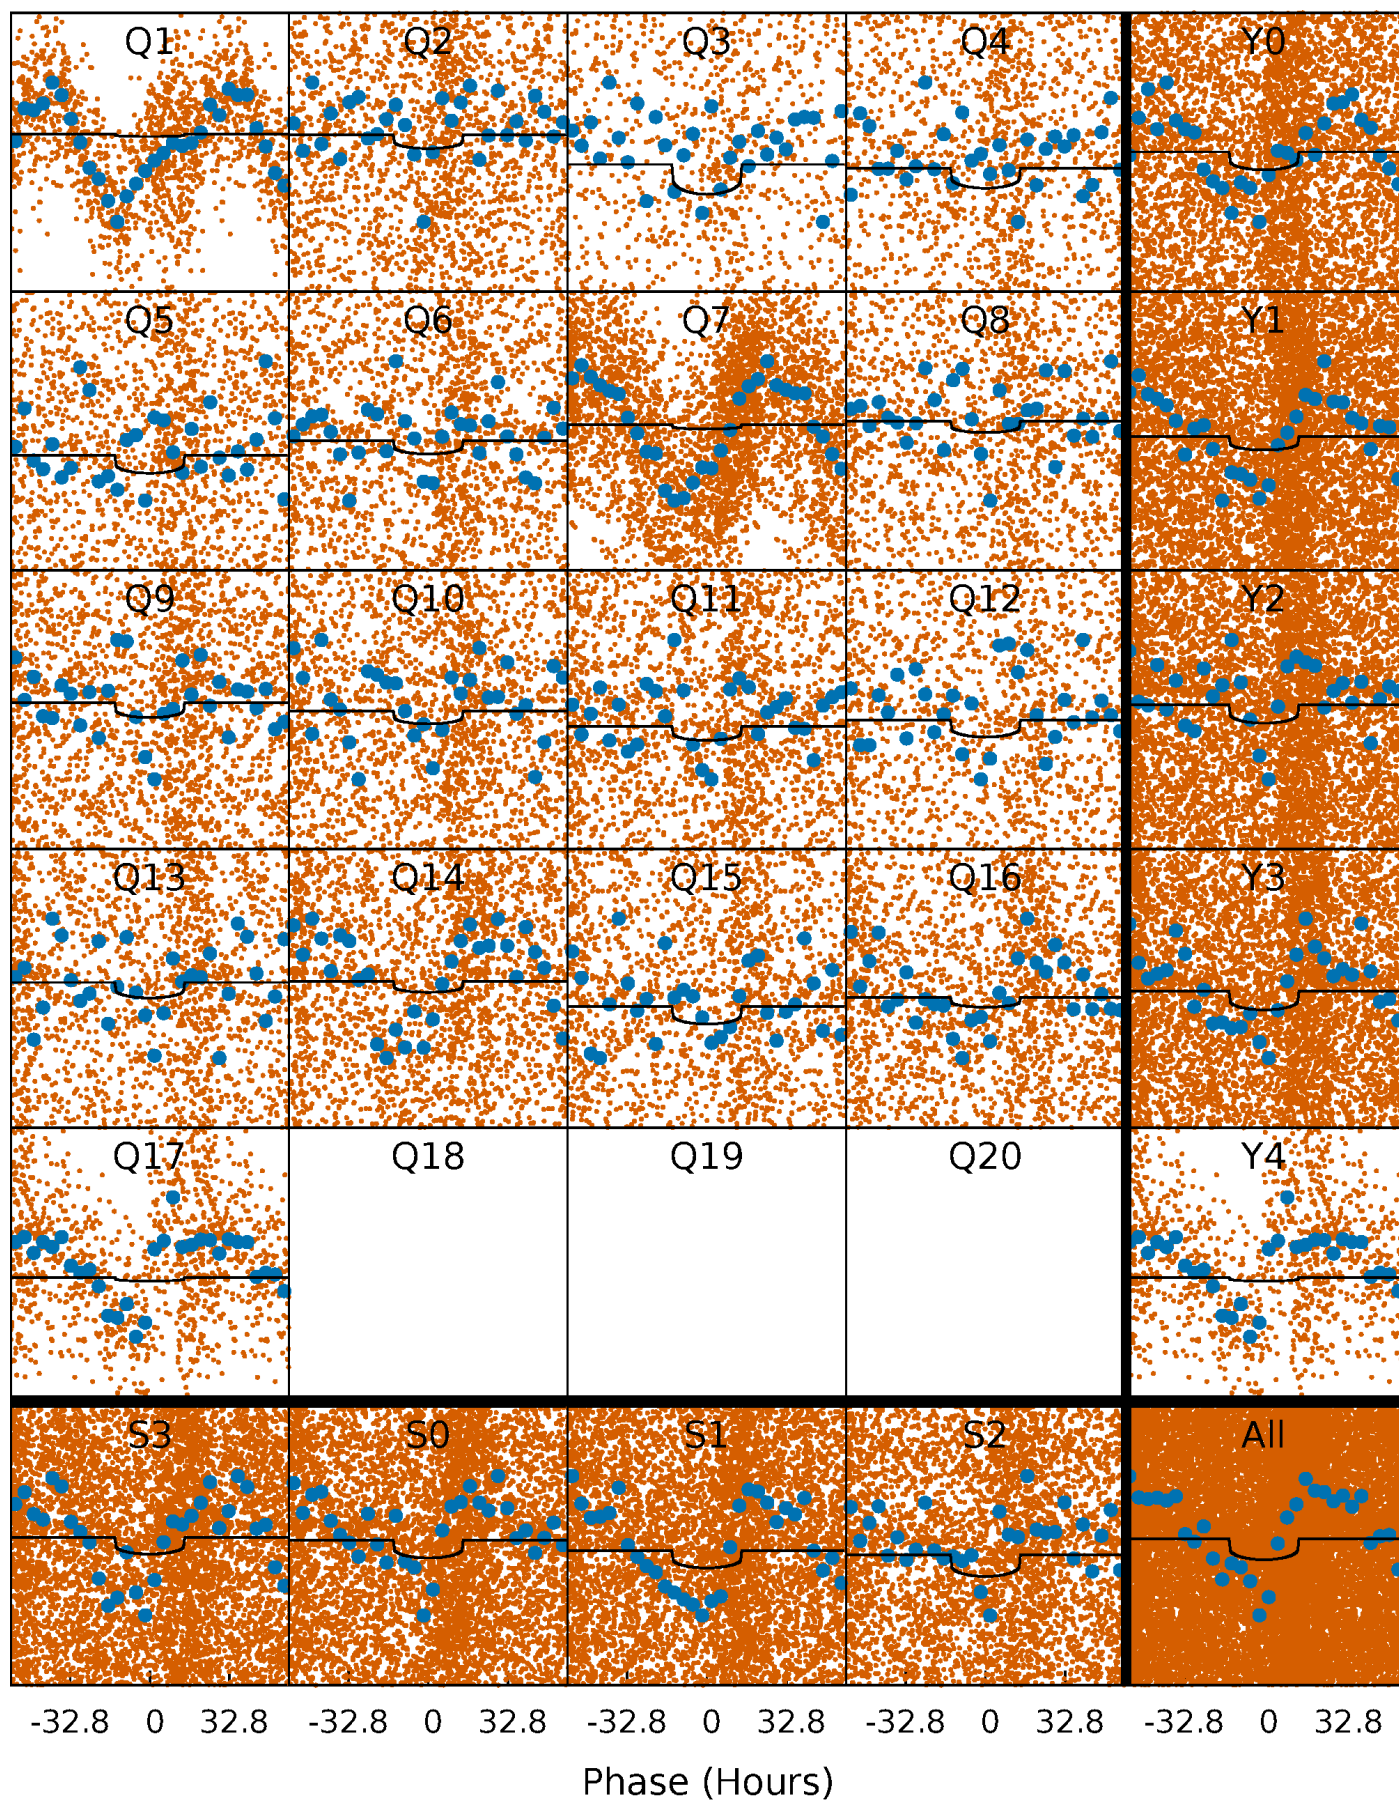 Q1 Q2 Q3 Q4 Y0
Q5 Q6 Q7 Q8 Y1
Q9 Q10 Q11 Q12 Y2
Q13 Q14 Q15 Q16 Y3
Q17 Q18 Q19 Q20 Y4
S3 S0 S1 S2 All
-32.8 0 32.8 -32.8 0 32.8 -32.8 0 32.8 -32.8 0 32.8 -32.8 0 32.8
Phase (Hours)